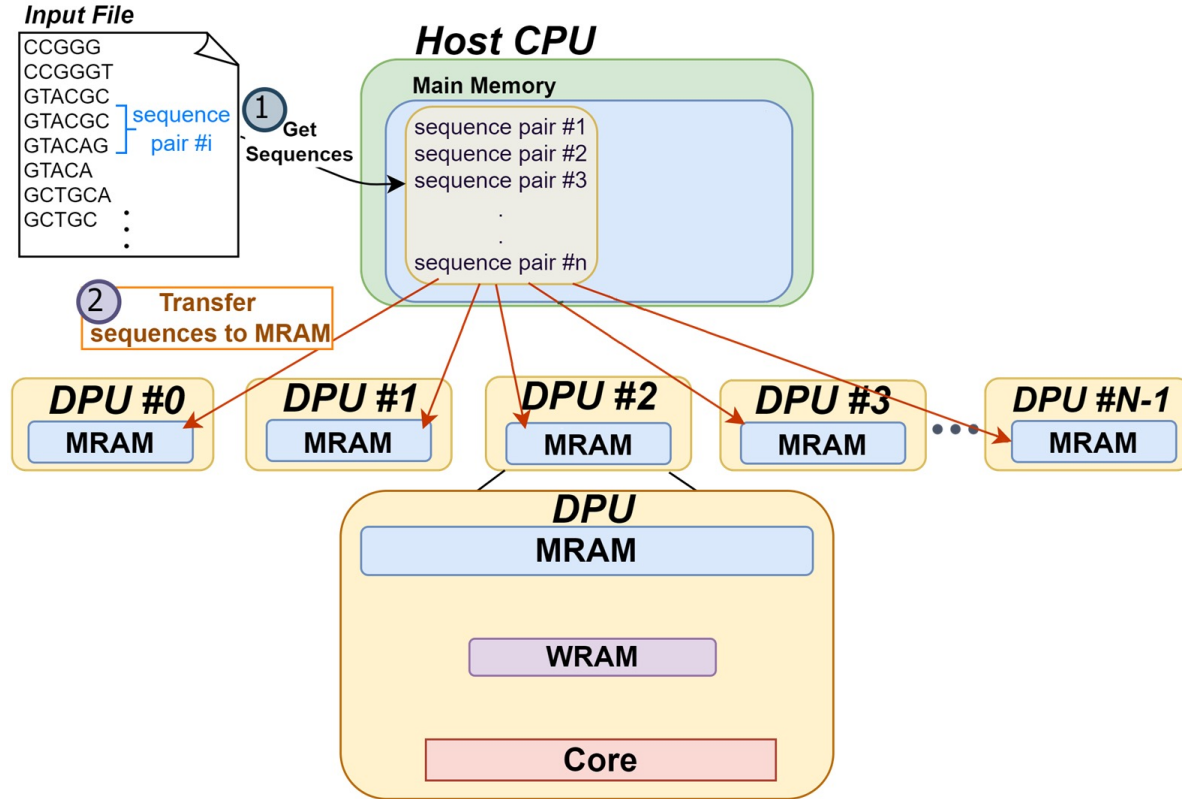 Input File
CCGGG
CCGGGT
GTACGC
GTACGC
GTACAG
GTACA
GCTGCA
GCTGC
sequence
pair #i
1
Get
Sequences
Host CPU
Main Memory
sequence pair #1
sequence pair #2
sequence pair #3
.
.
sequence pair #n
2
Transfer
sequences to MRAM
DPU #0
MRAM
DPU #1
MRAM
DPU #2
MRAM
DPU #3
MRAM
DPU #N-1
MRAM
DPU
MRAM
WRAM
Core